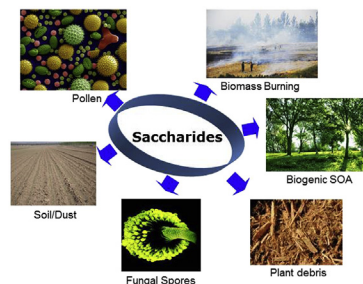 Pollen
Biomass Burning
Saccharides
Biogenic SOA
Soil/Dust
Fungal Spores
Plant debris